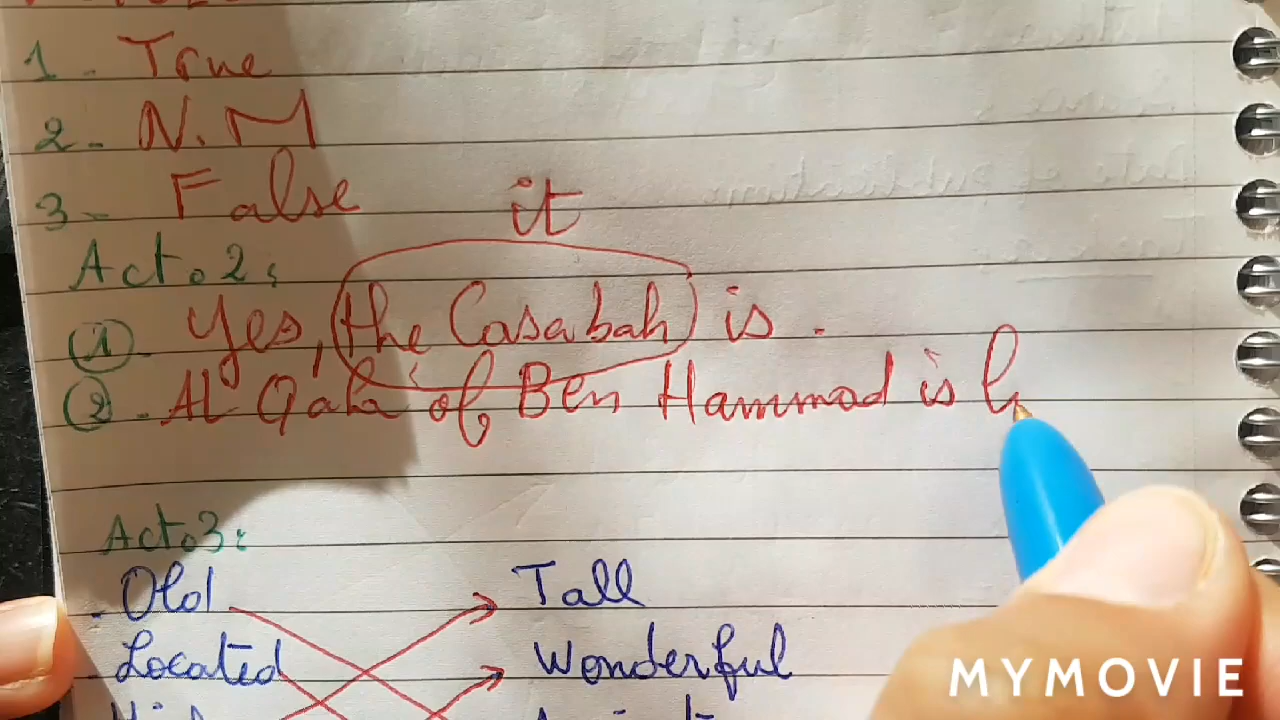 1 - True
2 - N.M
3 - False
it
Act 2:
① - Yes, the Casabah is.
② - AL Qala of Ben Hammad is
Act 3:
. Old Tall
Located Wonderful
MYMOVIE